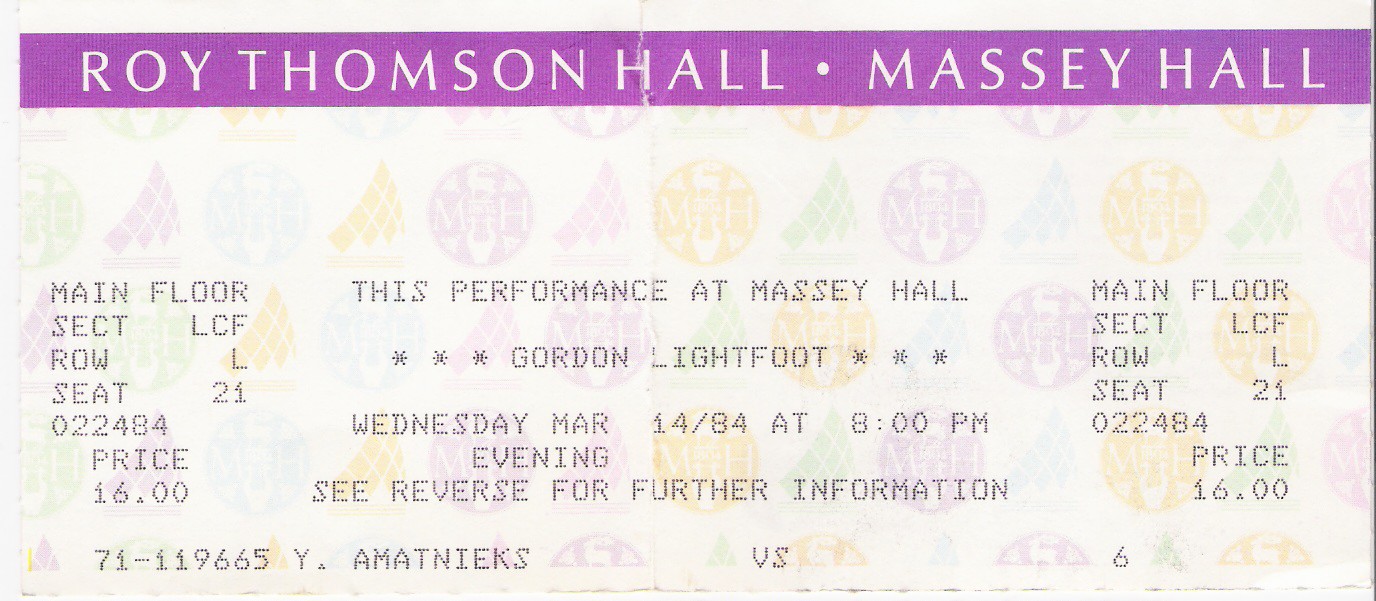 ROY THOMSON HALL • MASSEY HALL
MAIN FLOOR THIS PERFORMANCE AT MASSEY HALL MAIN FLOOR
SECT LCF SECT LCF
ROW L * * * GORDON LIGHTFOOT * * * ROW L
SEAT 21 SEAT 21
022484 WEDNESDAY MAR 14/84 AT 8:00 PM 022484
PRICE EVENING PRICE
16.00 SEE REVERSE FOR FURTHER INFORMATION 16.00
71-119665 Y. AMATNIEKS VS 6